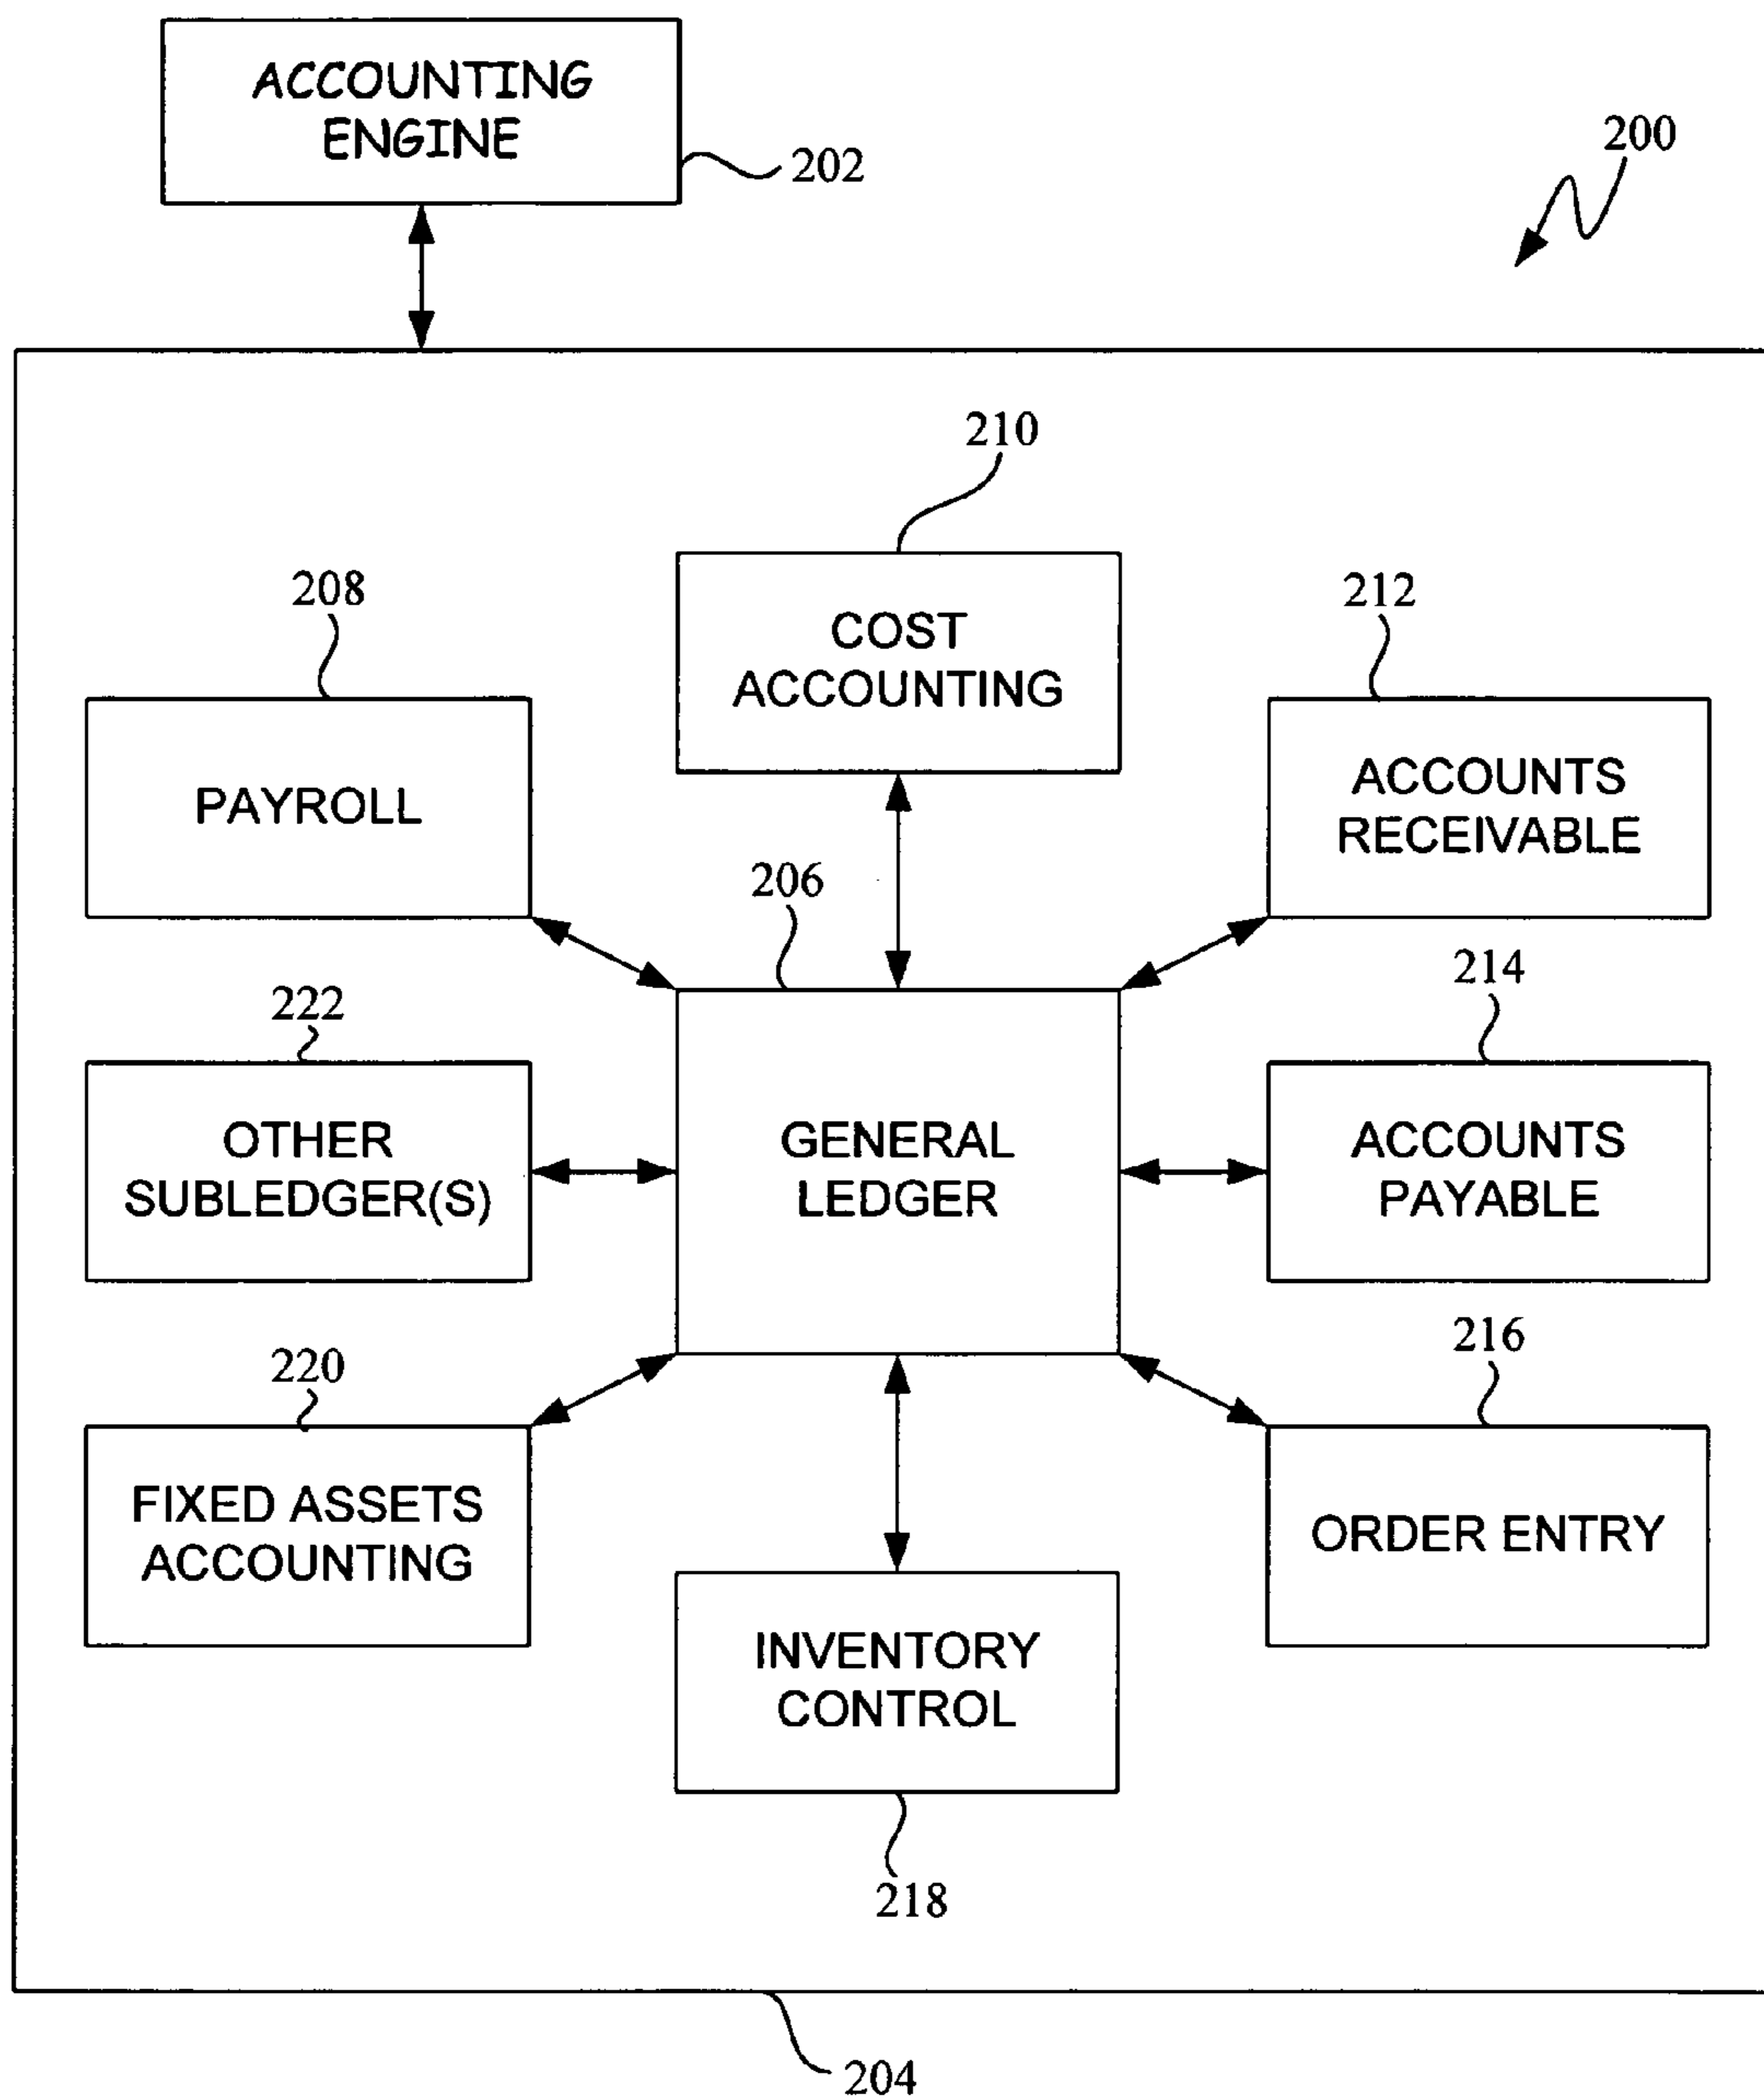 ACCOUNTING
ENGINE
202
200
210
208
212
COST
ACCOUNTING
PAYROLL
ACCOUNTS
RECEIVABLE
206
214
222
OTHER
SUBLEDGER(S)
GENERAL
LEDGER
ACCOUNTS
PAYABLE
216
220
FIXED ASSETS
ACCOUNTING
ORDER ENTRY
INVENTORY
CONTROL
218
204